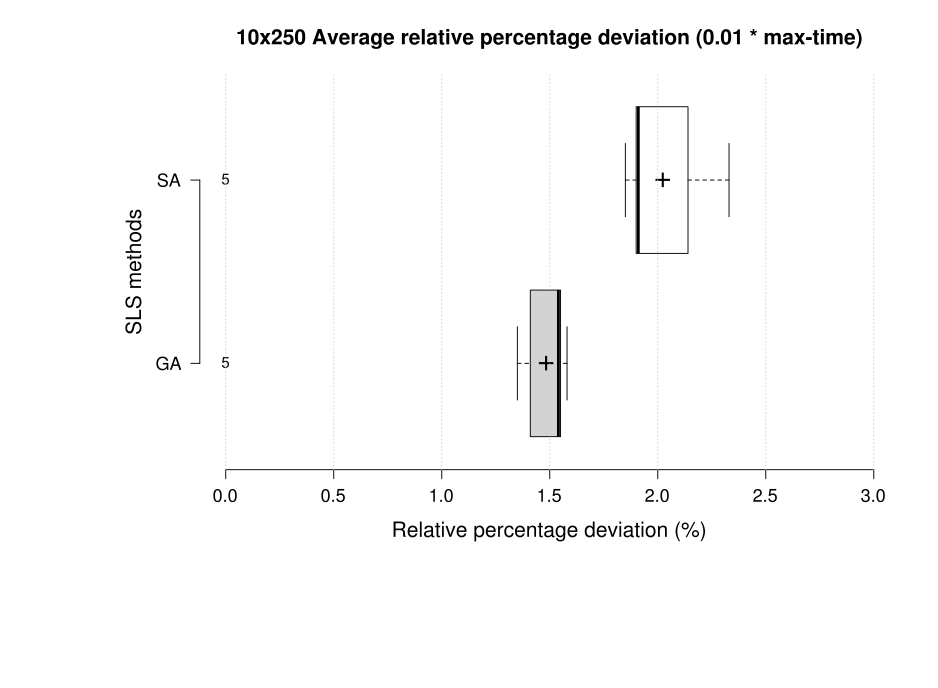 10x250 Average relative percentage deviation (0.01 * max-time)
SLS methods
SA 5
GA 5
0.0 0.5 1.0 1.5 2.0 2.5 3.0
Relative percentage deviation (%)